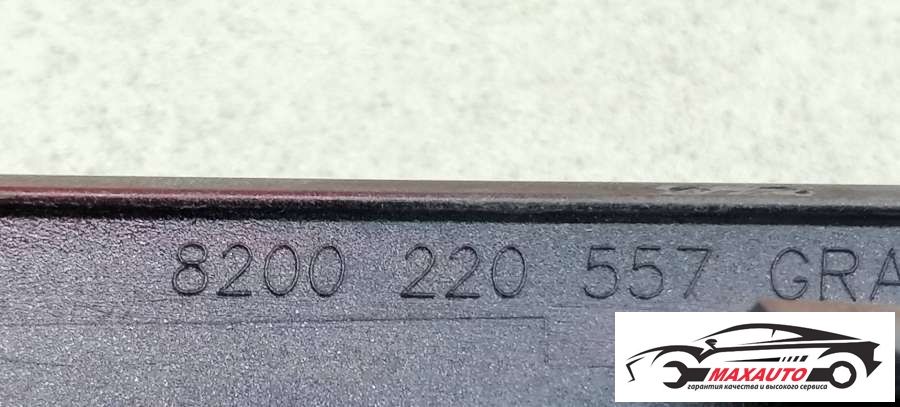 8200 220 557 GRA
MAXAUTO
гарантия качества и высокого сервиса